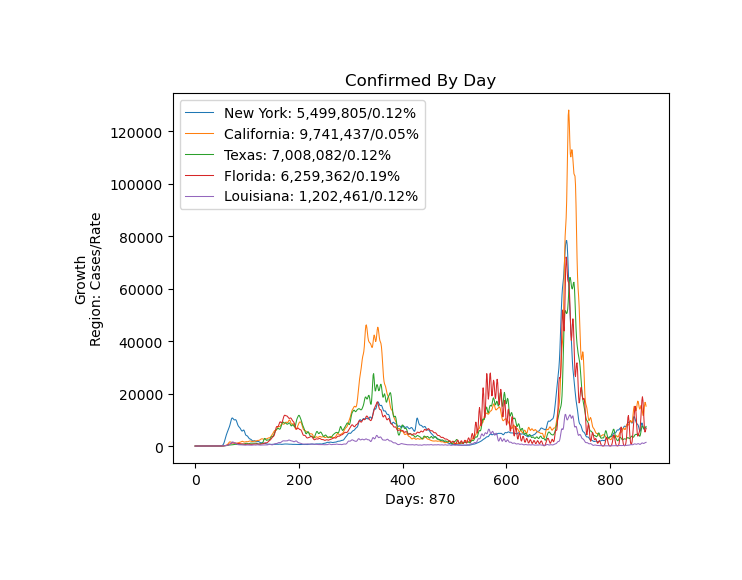 Confirmed By Day
New York: 5,499,805/0.12%
California: 9,741,437/0.05%
Texas: 7,008,082/0.12%
Florida: 6,259,362/0.19%
Louisiana: 1,202,461/0.12%
120000
100000
80000
60000
40000
20000
0
Growth
Region: Cases/Rate
0 200 400 600 800
Days: 870